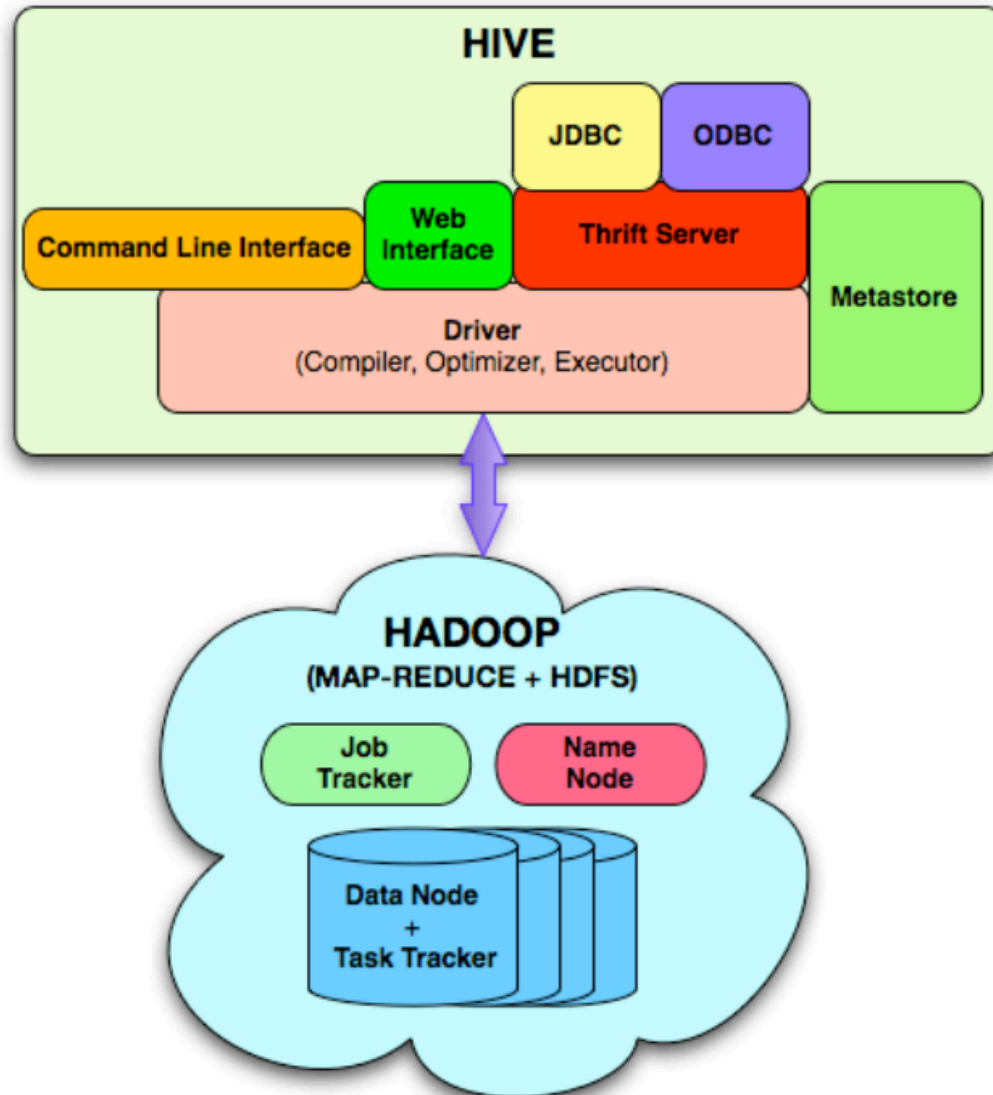 HIVE
JDBC
ODBC
Command Line Interface
Web
Interface
Thrift Server
Metastore
Driver
(Compiler, Optimizer, Executor)
HADOOP
(MAP-REDUCE + HDFS)
Job
Tracker
Name
Node
Data Node
+
Task Tracker